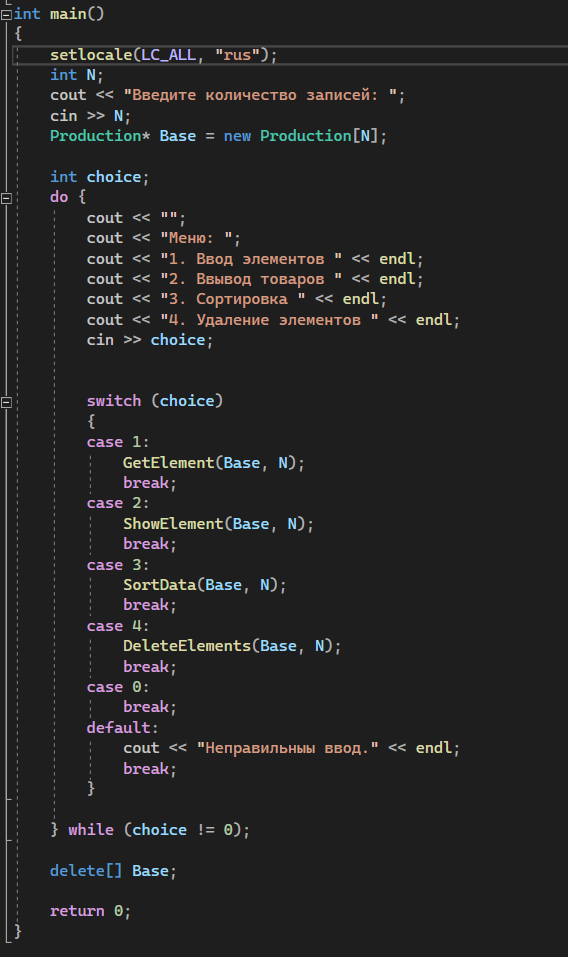 int main()
{
setlocale(LC_ALL, "rus");
int N;
cout << "Введите количество записей: ";
cin >> N;
Production* Base = new Production[N];
int choice;
do {
cout << "";
cout << "Меню: ";
cout << "1. Ввод элементов " << endl;
cout << "2. Ввывод товаров " << endl;
cout << "3. Сортировка " << endl;
cout << "4. Удаление элементов " << endl;
cin >> choice;
switch (choice)
{
case 1:
GetElement(Base, N);
break;
case 2:
ShowElement(Base, N);
break;
case 3:
SortData(Base, N);
break;
case 4:
DeleteElements(Base, N);
break;
case 0:
break;
default:
cout << "Неправильныы ввод." << endl;
break;
}
} while (choice != 0);
delete[] Base;
return 0;
}